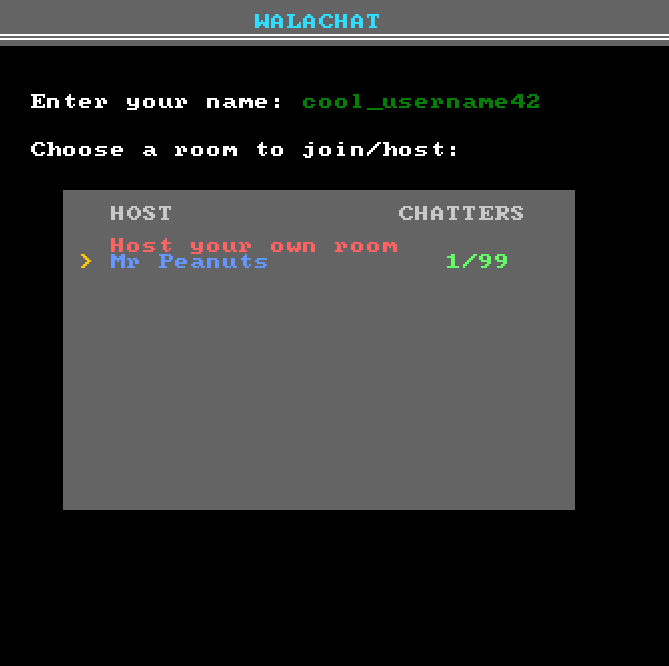 WALACHAT
Enter your name: cool_username42
Choose a room to join/host:
HOST CHATTERS
Host your own room
> Mr Peanuts 1/99